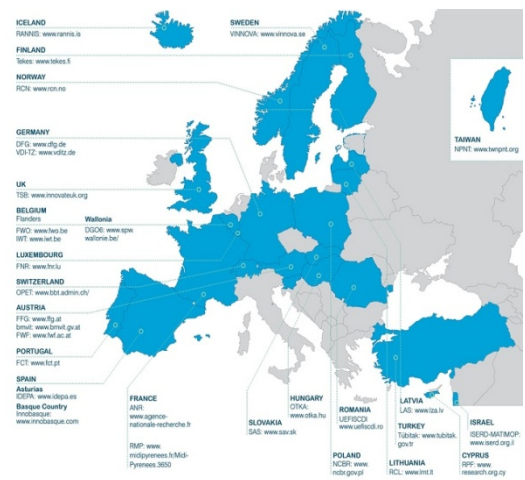 ICELAND
RANNIS: www.rannis.is
SWEDEN
VINNOVA: www.vinnova.se
FINLAND
Tekes: www.tekes.fi
NORWAY
RCN: www.rcn.no
GERMANY
DFG: www.dfg.de
VDI-TZ: www.vditz.de
TAIWAN
NPNT: www.twnpnt.org
UK
TSB: www.innovateuk.org
BELGIUM
Flanders
FWO: www.fwo.be
IWT: www.iwt.be
Wallonia
DGO6: www.spw.
wallonie.be/
LUXEMBOURG
FNR: www.fnr.lu
SWITZERLAND
OPET: www.bbt.admin.ch/
AUSTRIA
FFG: www.ffg.at
bmvit: www.bmvit.gv.at
FWF: www.fwf.ac.at
PORTUGAL
FCT: www.fct.pt
SPAIN
Asturias
IDEPA: www.idepa.es
Basque Country
Innobasque:
www.innobasque.com
FRANCE
ANR:
www.agence-
nationale-recherche.fr
RMP: www.
midipyrenees.fr/Midi-
Pyrenees.3650
SLOVAKIA
SAS: www.sav.sk
HUNGARY
OTKA:
www.otka.hu
ROMANIA
UEFISCDI:
www.uefiscdi.ro
POLAND
NCBR: www.
ncbr.gov.pl
LATVIA
LAS: www.lza.lv
TURKEY
Tübitak: www.tubitak.
gov.tr
LITHUANIA
RCL: www.lmt.lt
ISRAEL
ISERD-MATIMOP:
www.iserd.org.il
CYPRUS
RPF: www.
research.org.cy